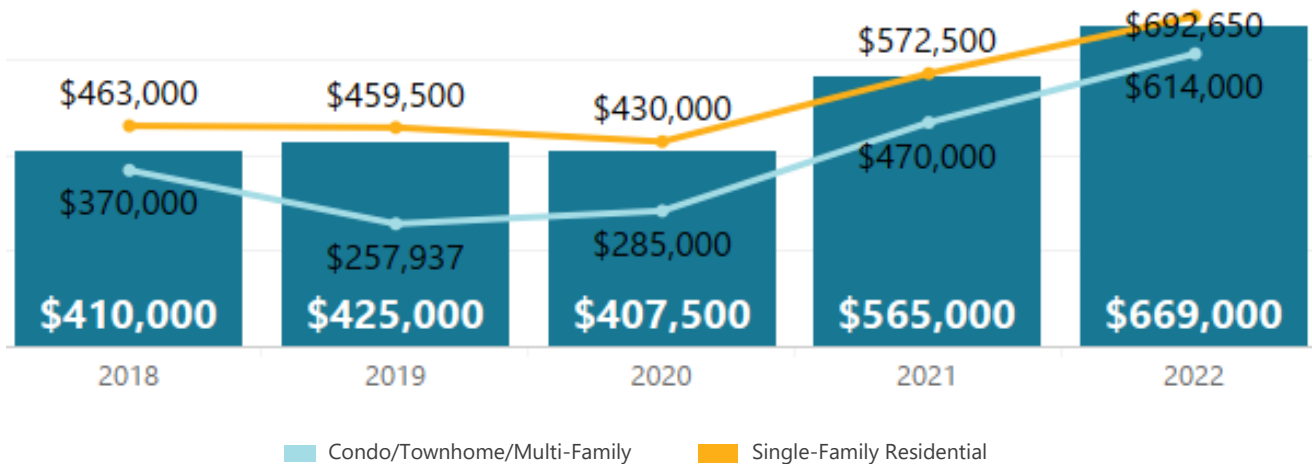 $463,000 $459,500 $430,000 $572,500 $692,650
$370,000 $257,937 $285,000 $470,000 $614,000
$410,000 $425,000 $407,500 $565,000 $669,000
2018 2019 2020 2021 2022
Condo/Townhome/Multi-Family Single-Family Residential